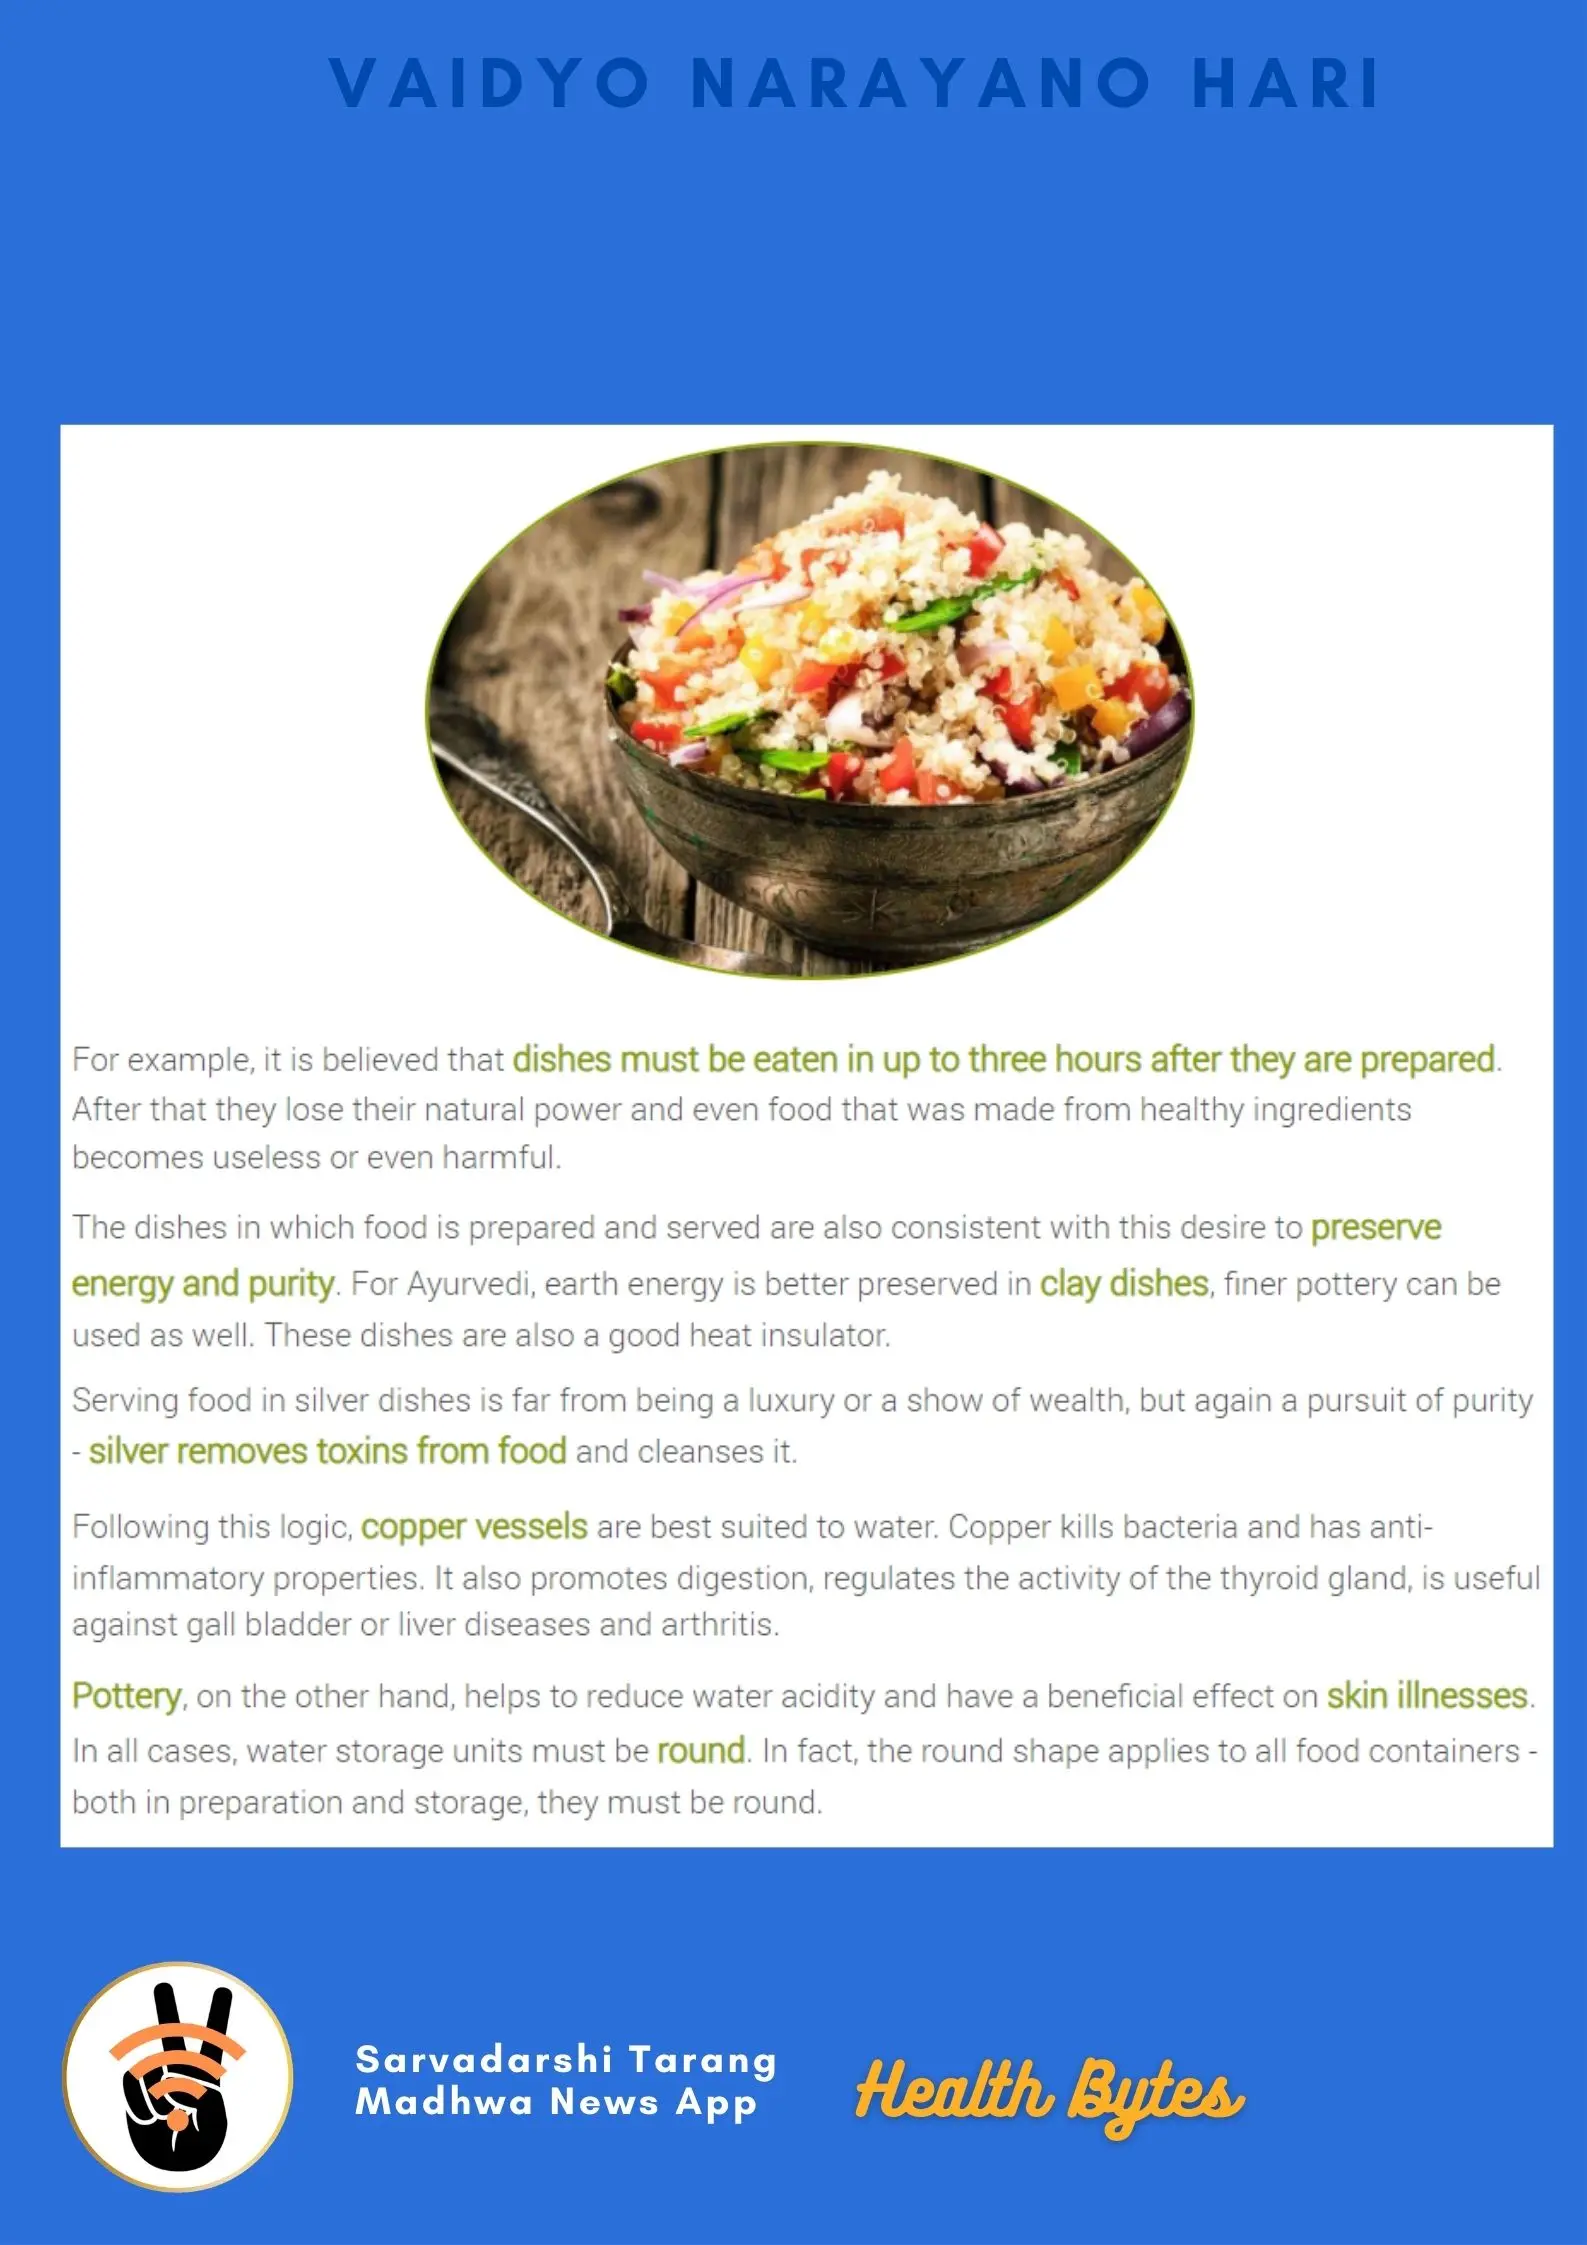 VAIDYO NARAYANO HARI
For example, it is believed that dishes must be eaten in up to three hours after they are prepared.
After that they lose their natural power and even food that was made from healthy ingredients
becomes useless or even harmful.
The dishes in which food is prepared and served are also consistent with this desire to preserve
energy and purity. For Ayurvedi, earth energy is better preserved in clay dishes, finer pottery can be
used as well. These dishes are also a good heat insulator.
Serving food in silver dishes is far from being a luxury or a show of wealth, but again a pursuit of purity
- silver removes toxins from food and cleanses it.
Following this logic, copper vessels are best suited to water. Copper kills bacteria and has anti-
inflammatory properties. It also promotes digestion, regulates the activity of the thyroid gland, is useful
against gall bladder or liver diseases and arthritis.
Pottery, on the other hand, helps to reduce water acidity and have a beneficial effect on skin illnesses.
In all cases, water storage units must be round. In fact, the round shape applies to all food containers -
both in preparation and storage, they must be round.
Sarvadarshi Tarang
Madhwa News App
Health Bytes